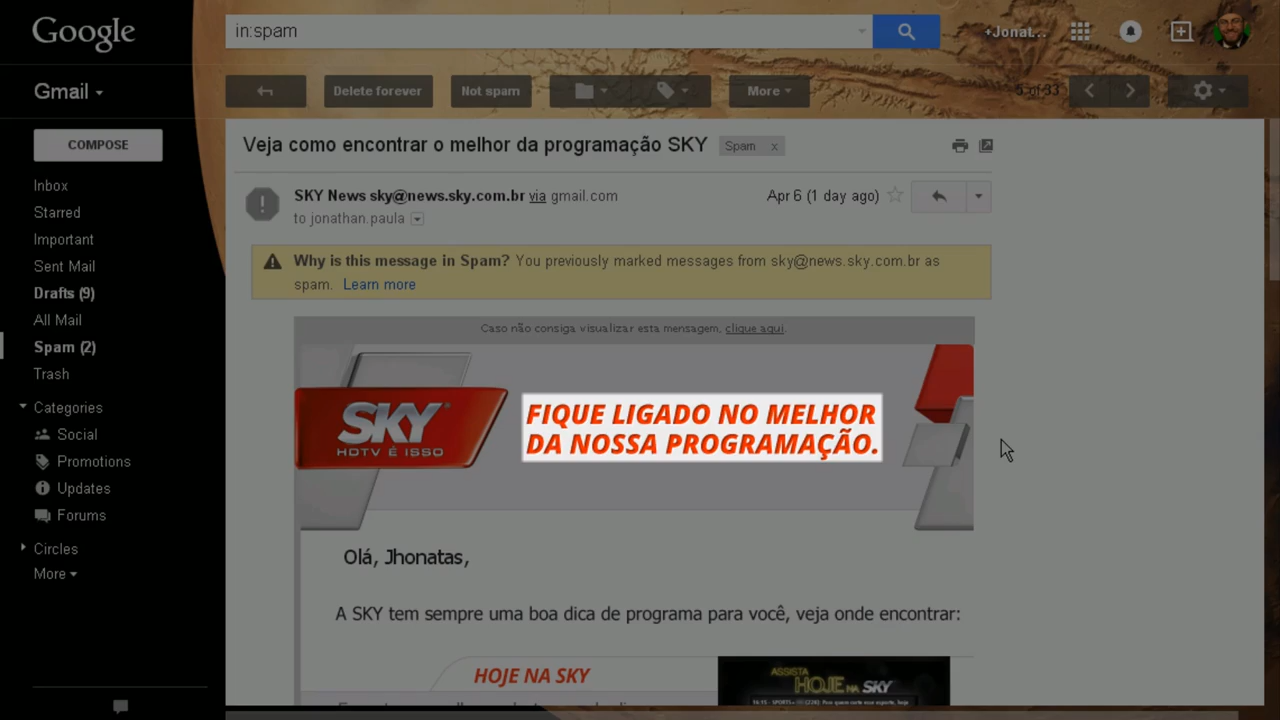 Google
in:spam
+Jonat...
Gmail
Delete forever
Not spam
More
5 of 33
COMPOSE
Veja como encontrar o melhor da programação SKY
Spam x
Inbox
Starred
Important
Sent Mail
Drafts (9)
All Mail
Spam (2)
Trash
Categories
Social
Promotions
Updates
Forums
Circles
More
SKY News sky@news.sky.com.br via gmail.com
Apr 6 (1 day ago)
to jonathan.paula
Why is this message in Spam? You previously marked messages from sky@news.sky.com.br as
spam. Learn more
Caso não consiga visualizar esta mensagem, clique aqui.
SKY
HDTV É ISSO
FIQUE LIGADO NO MELHOR
DA NOSSA PROGRAMAÇÃO.
Olá, Jhonatas,
A SKY tem sempre uma boa dica de programa para você, veja onde encontrar:
HOJE NA SKY
ASSISTA
HOJE NA SKY